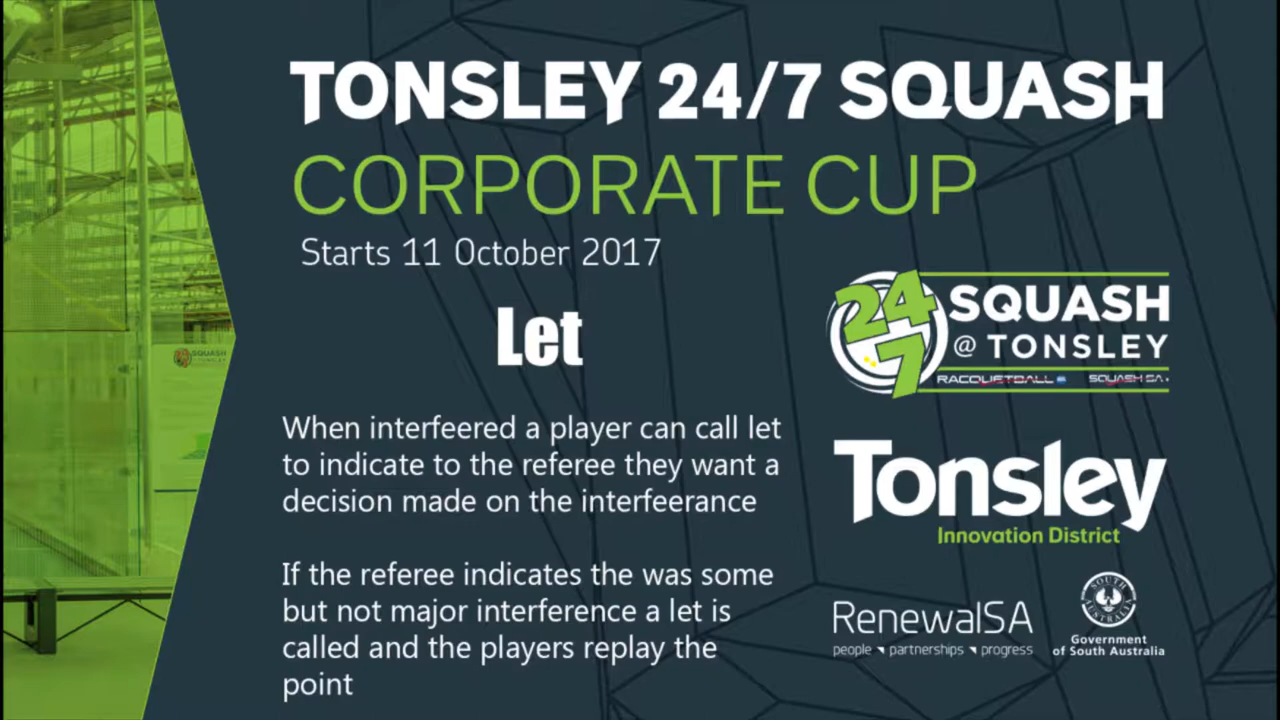 TONSLEY 24/7 SQUASH
CORPORATE CUP
Starts 11 October 2017
Let
When interfeered a player can call let
to indicate to the referee they want a
decision made on the interfeerance
If the referee indicates the was some
but not major interference a let is
called and the players replay the
point
24
7
SQUASH
@ TONSLEY
RACQUETBALL
SQUASH SA
Tonsley
Innovation District
RenewalSA
people partnerships progress
SOUTH AUSTRALIA
Government
of South Australia
SQUASH